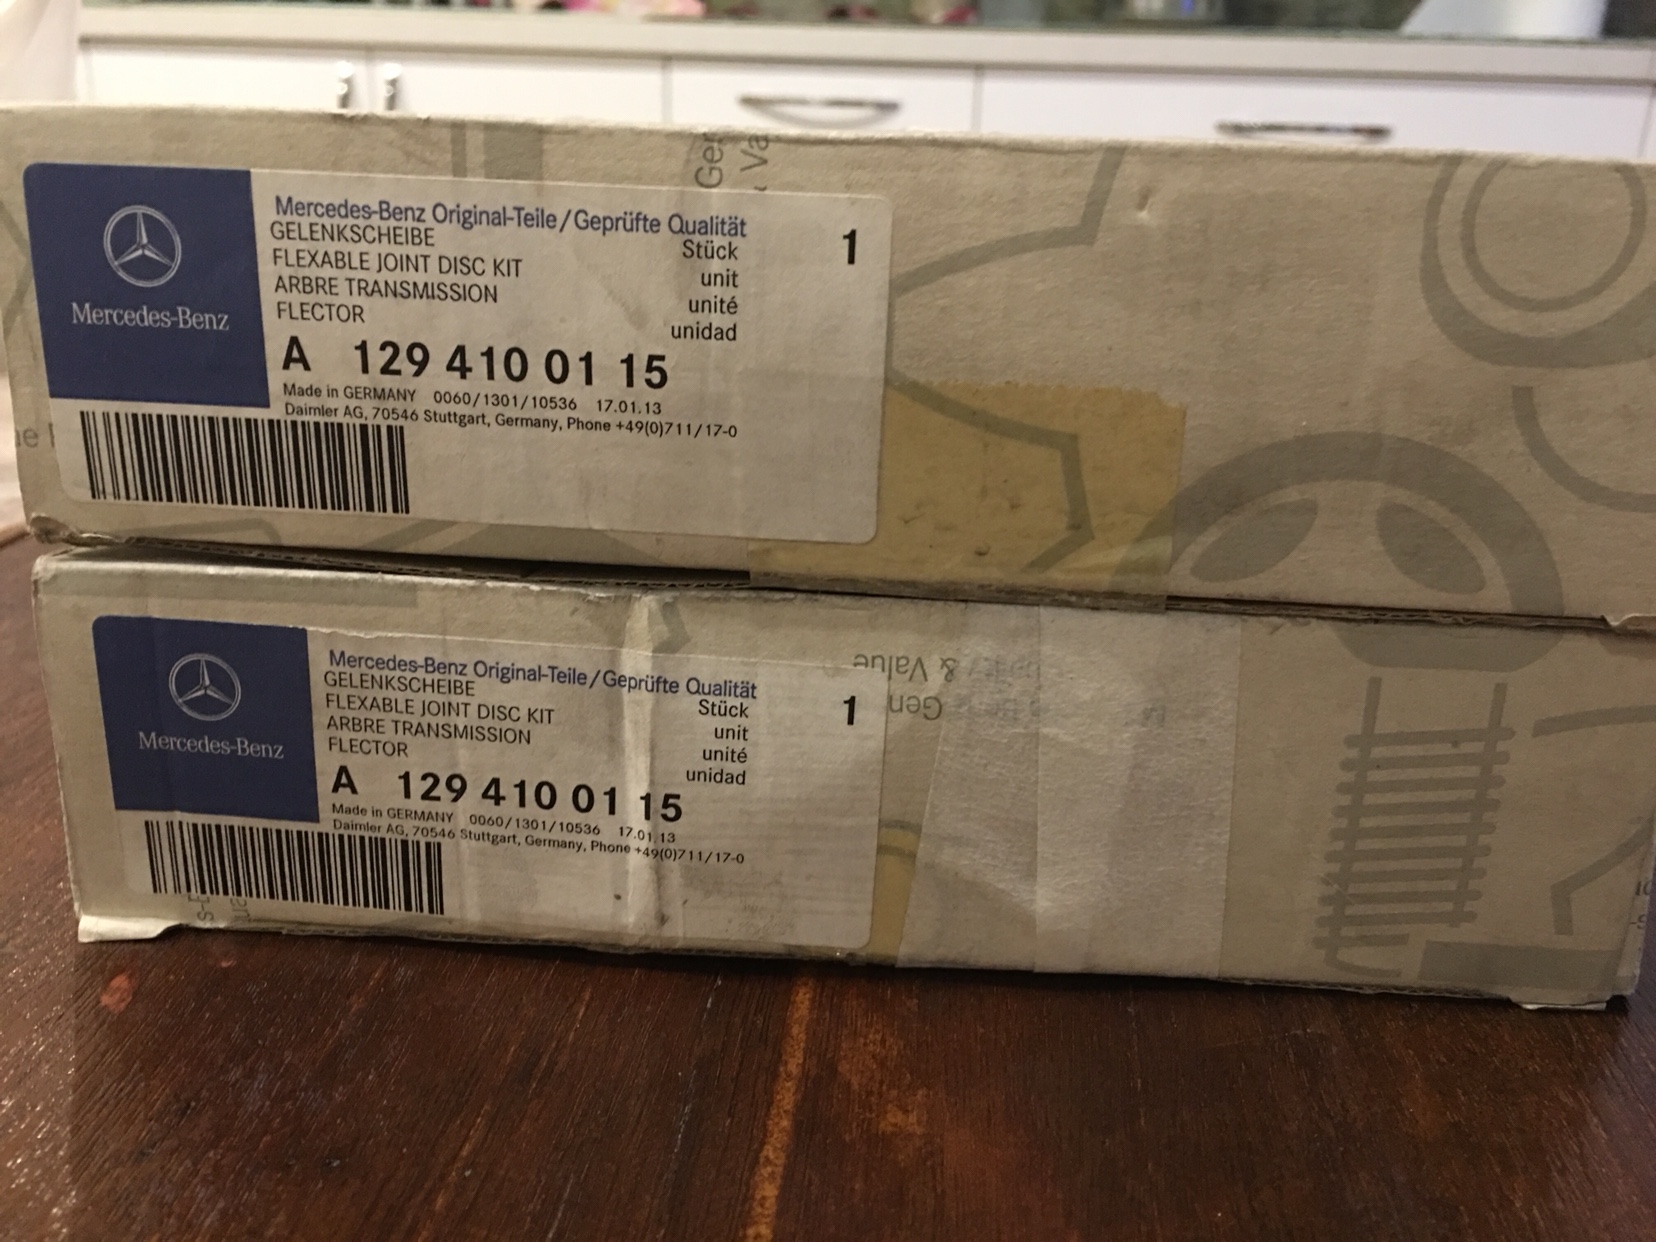 Mercedes-Benz
Mercedes-Benz Original-Teile/Geprüfte Qualität
GELENKSCHEIBE
FLEXABLE JOINT DISC KIT
ARBRE TRANSMISSION
FLECTOR
Stück
unit
unité
unidad
1
A 129 410 01 15
Made in GERMANY 0060/1301/10536 17.01.13
Daimler AG, 70546 Stuttgart, Germany, Phone +49(0)711/17-0
Mercedes-Benz
Mercedes-Benz Original-Teile/Geprüfte Qualität
GELENKSCHEIBE
FLEXABLE JOINT DISC KIT
ARBRE TRANSMISSION
FLECTOR
Stück
unit
unité
unidad
1
A 129 410 01 15
Made in GERMANY 0060/1301/10536 17.01.13
Daimler AG, 70546 Stuttgart, Germany, Phone +49(0)711/17-0
& Value
Gen